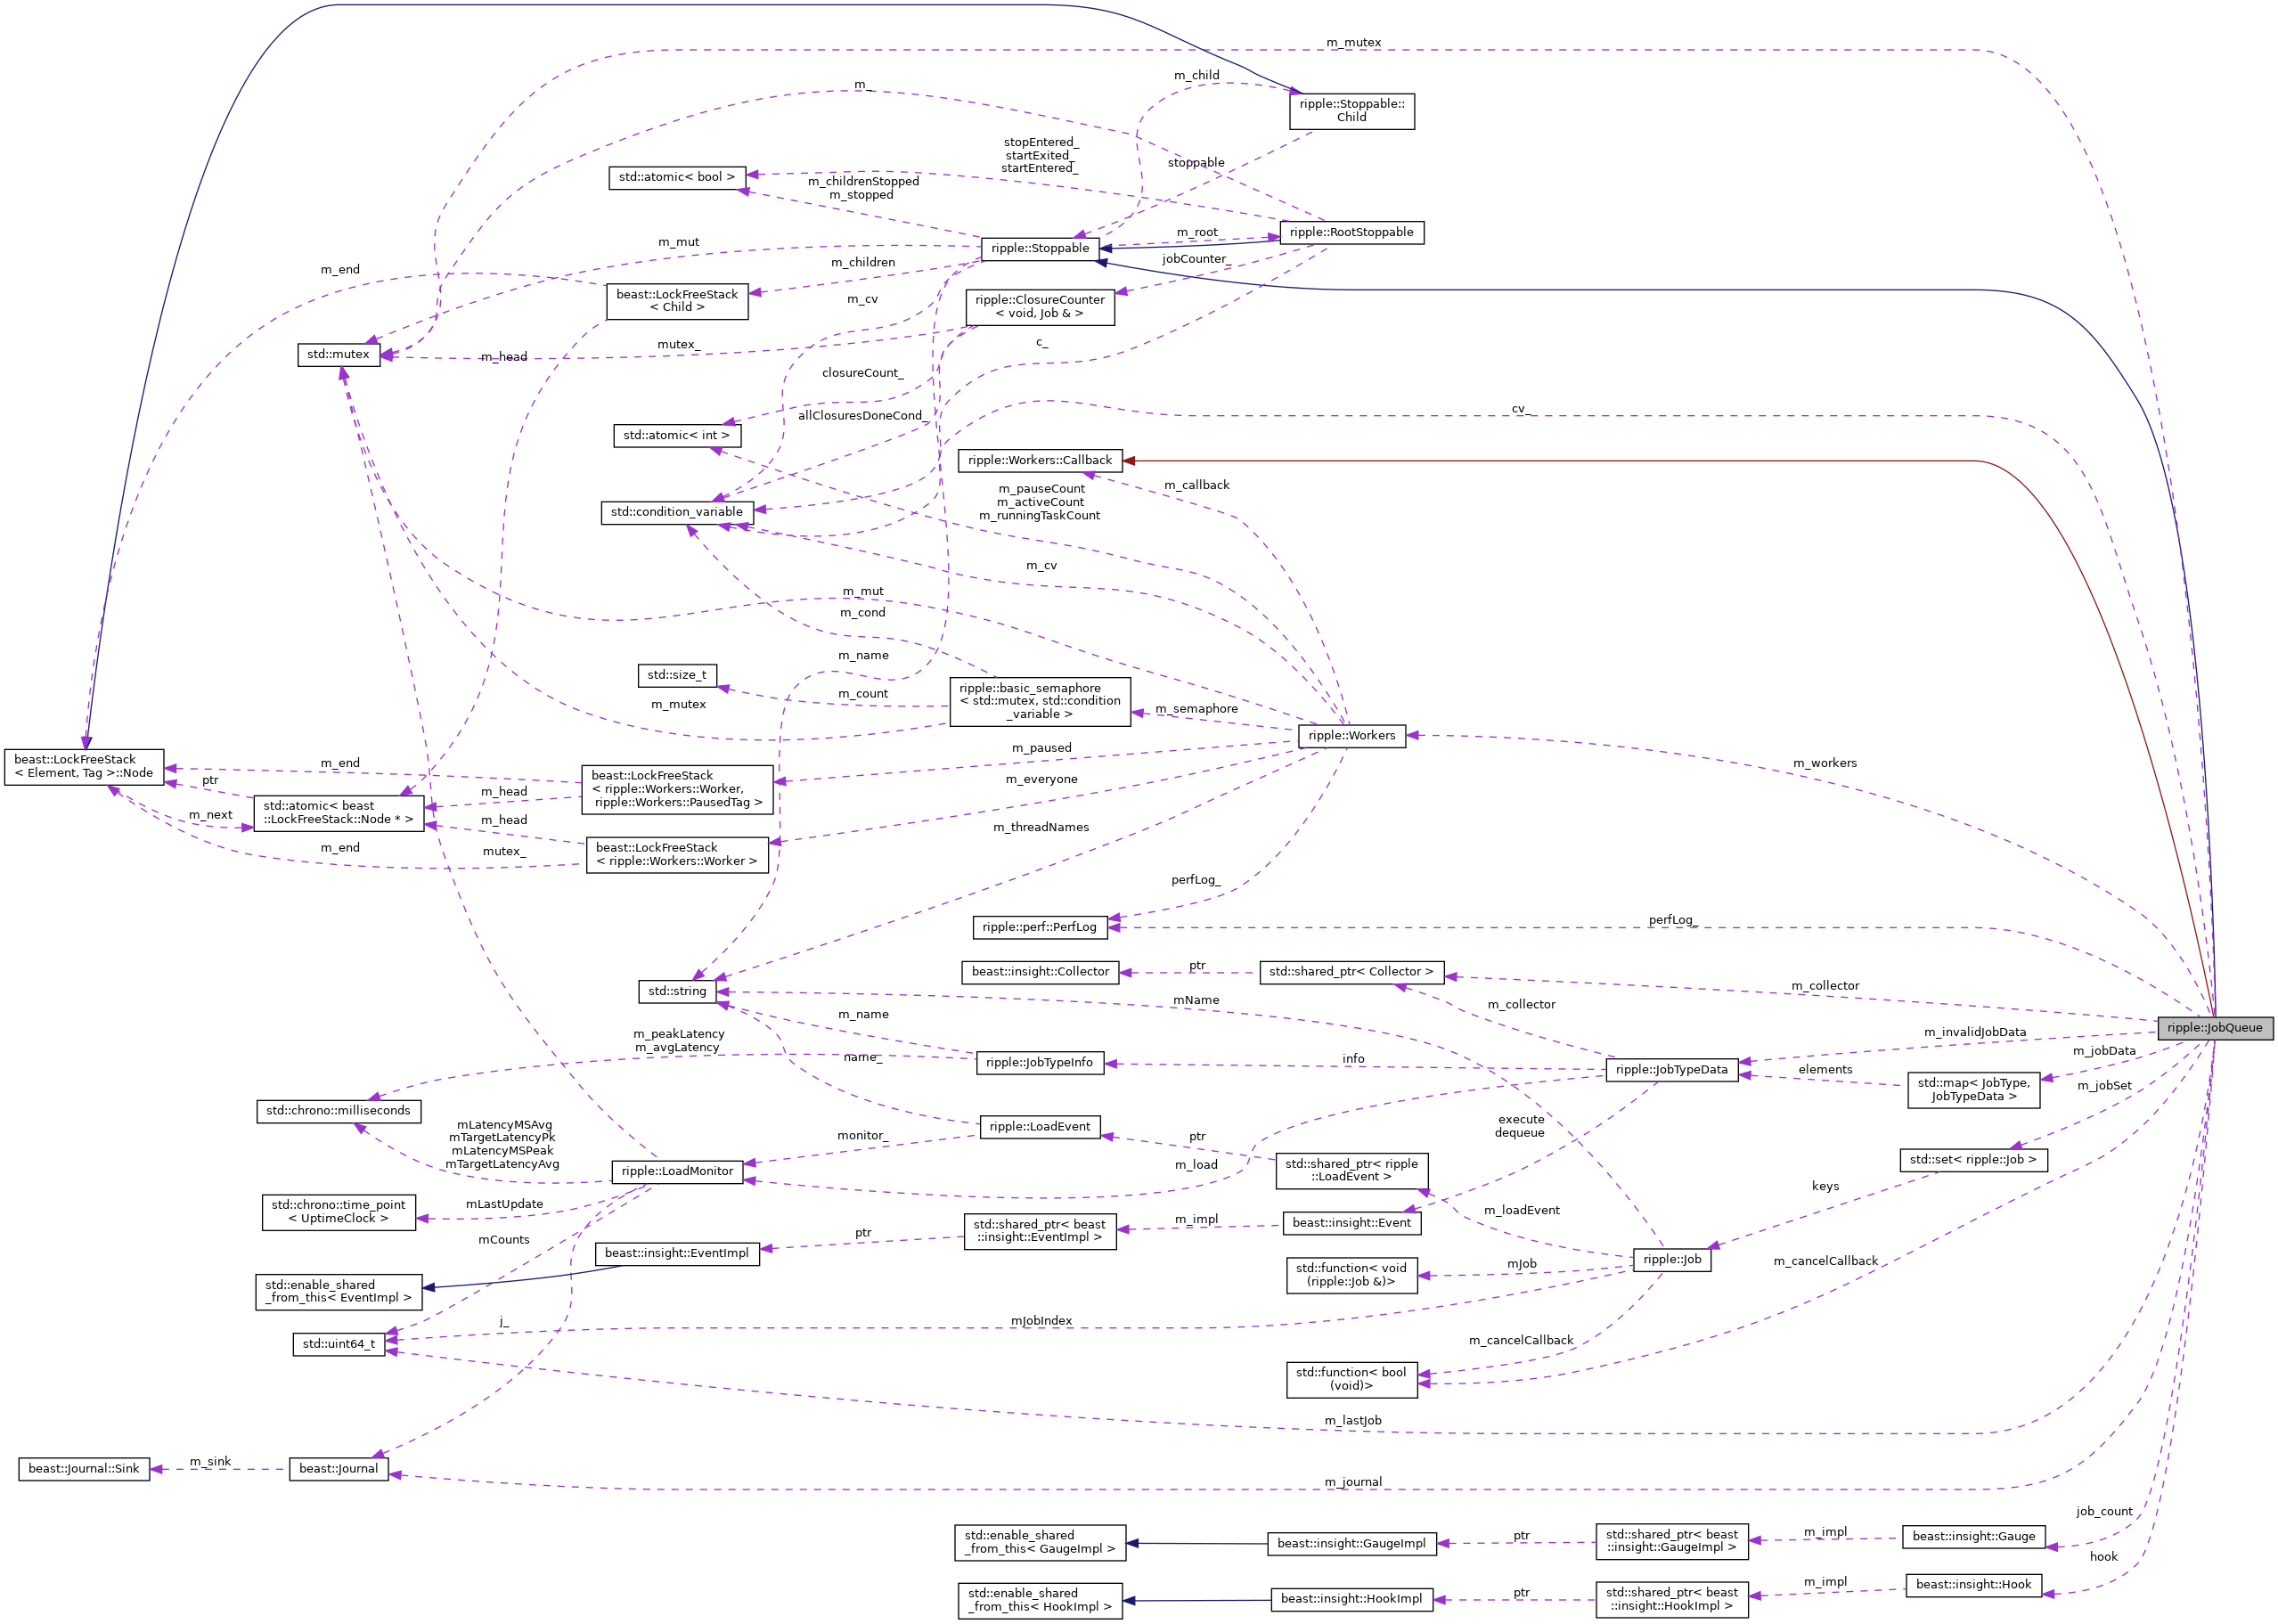 m_mutex
m_child
m_
ripple::Stoppable::
Child
stopEntered_
startExited_
startEntered_
stoppable
std::atomic< bool >
m_childrenStopped
m_stopped
ripple::RootStoppable
m_root
m_mut
ripple::Stoppable
m_end
m_children
jobCounter_
beast::LockFreeStack
< Child >
m_cv
ripple::ClosureCounter
< void, Job & >
std::mutex
m_head
mutex_
c_
closureCount_
allClosuresDoneCond_
cv_
std::atomic< int >
ripple::Workers::Callback
m_pauseCount
m_activeCount
m_runningTaskCount
m_callback
std::condition_variable
m_cv
m_mut
m_cond
m_name
std::size_t
m_count
m_mutex
ripple::basic_semaphore
< std::mutex, std::condition
_variable >
m_semaphore
ripple::Workers
beast::LockFreeStack
< Element, Tag >::Node
m_end
ptr
m_head
beast::LockFreeStack
< ripple::Workers::Worker,
ripple::Workers::PausedTag >
m_paused
m_everyone
m_workers
m_next
std::atomic< beast
::LockFreeStack::Node * >
m_head
m_end
mutex_
beast::LockFreeStack
< ripple::Workers::Worker >
m_threadNames
perfLog_
ripple::perf::PerfLog
perfLog_
beast::insight::Collector
ptr
std::shared_ptr< Collector >
m_collector
std::string
mName
m_collector
m_name
ripple::JobQueue
m_invalidJobData
m_peakLatency
m_avgLatency
name_
ripple::JobTypeInfo
info
ripple::JobTypeData
m_jobData
elements
std::map< JobType,
JobTypeData >
m_jobSet
std::chrono::milliseconds
mLatencyMSAvg
mTargetLatencyPk
mLatencyMSPeak
mTargetLatencyAvg
monitor_
ripple::LoadEvent
ptr
execute
dequeue
std::set< ripple::Job >
ripple::LoadMonitor
m_load
std::shared_ptr< ripple
::LoadEvent >
keys
std::chrono::time_point
< UptimeClock >
mLastUpdate
m_loadEvent
std::shared_ptr< beast
::insight::EventImpl >
m_impl
beast::insight::Event
mCounts
ptr
beast::insight::EventImpl
ripple::Job
mJob
std::function< void
(ripple::Job &)>
m_cancelCallback
std::enable_shared
_from_this< EventImpl >
j_
mJobIndex
std::uint64_t
m_cancelCallback
std::function< bool
(void)>
m_lastJob
beast::Journal::Sink
m_sink
beast::Journal
m_journal
job_count
std::enable_shared
_from_this< GaugeImpl >
beast::insight::GaugeImpl
ptr
std::shared_ptr< beast
::insight::GaugeImpl >
m_impl
beast::insight::Gauge
hook
std::enable_shared
_from_this< HookImpl >
beast::insight::HookImpl
ptr
std::shared_ptr< beast
::insight::HookImpl >
m_impl
beast::insight::Hook